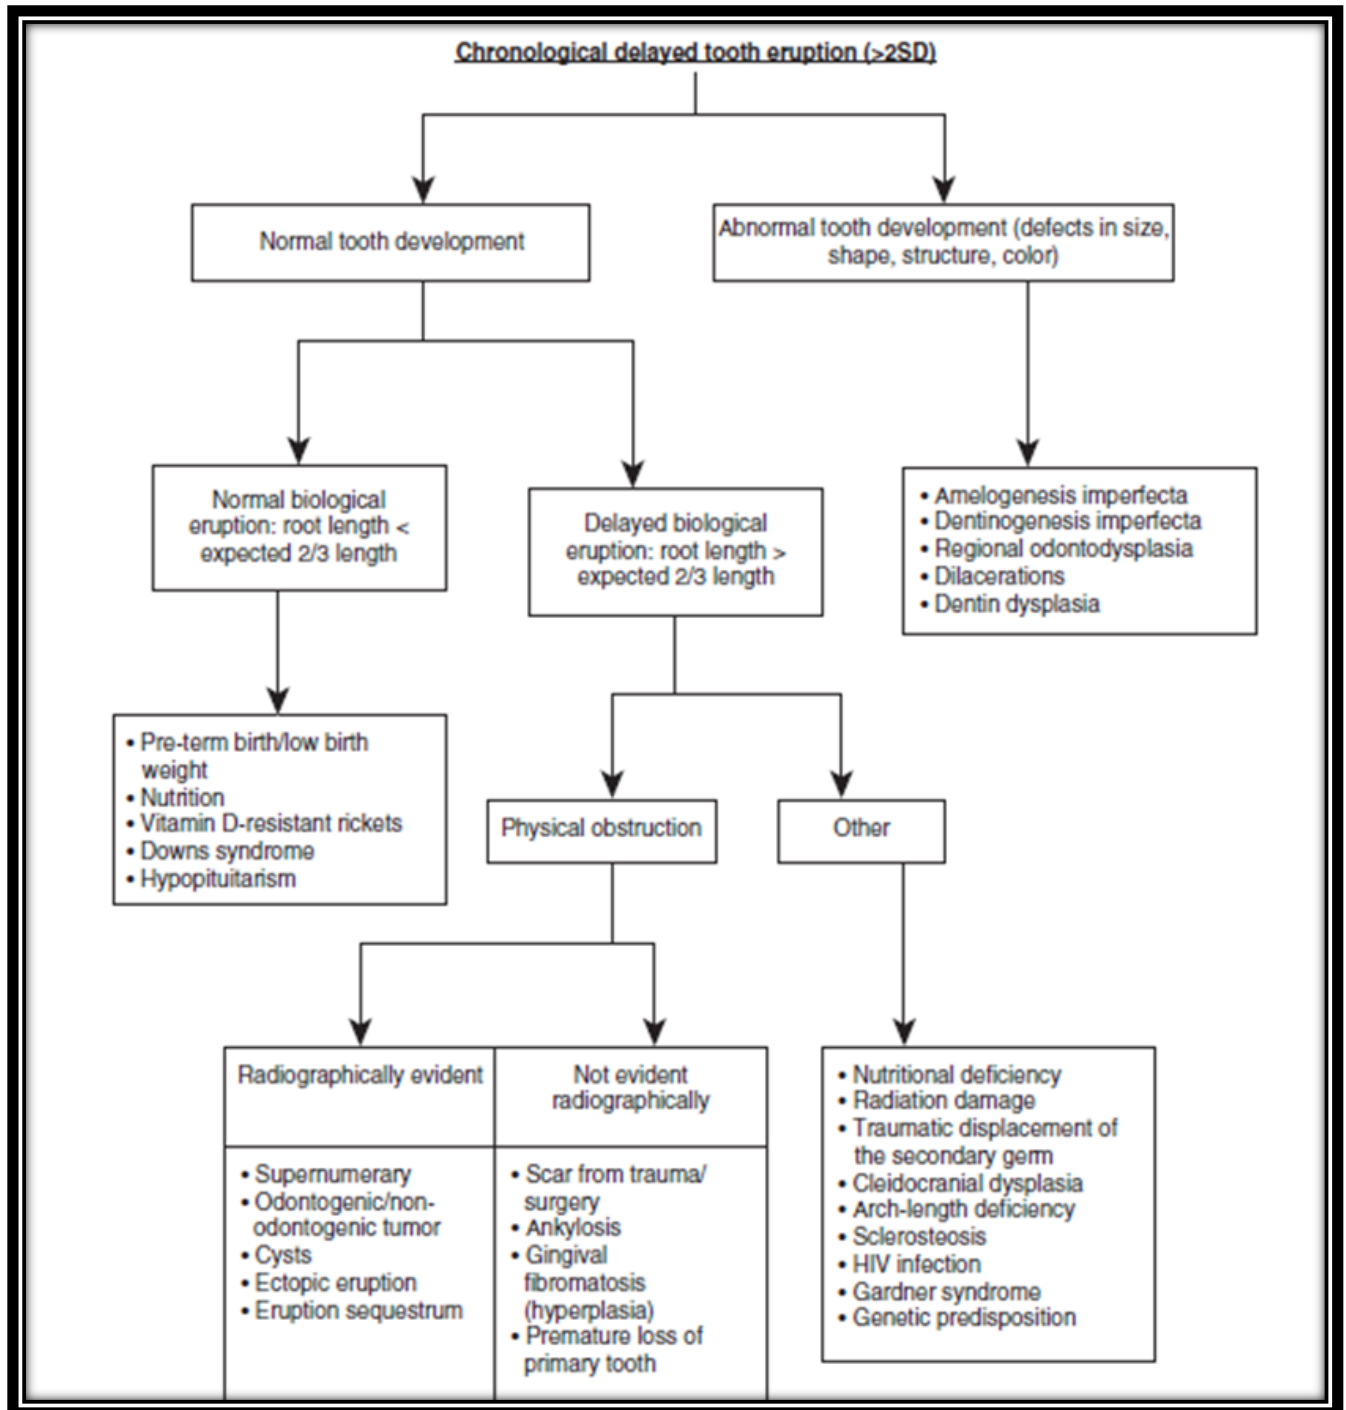 Chronological delayed tooth eruption (>2SD)
Normal tooth development
Abnormal tooth development (defects in size,
shape, structure, color)
Normal biological
eruption: root length <
expected 2/3 length
Delayed biological
eruption: root length >
expected 2/3 length
• Amelogenesis imperfecta
• Dentinogenesis imperfecta
• Regional odontodysplasia
• Dilacerations
• Dentin dysplasia
• Pre-term birth/low birth
weight
• Nutrition
• Vitamin D-resistant rickets
• Downs syndrome
• Hypopituitarism
Physical obstruction
Other
Radiographically evident
Not evident
radiographically
• Supernumerary
• Odontogenic/non-
odontogenic tumor
• Cysts
• Ectopic eruption
• Eruption sequestrum
• Scar from trauma/
surgery
• Ankylosis
• Gingival
fibromatosis
(hyperplasia)
• Premature loss of
primary tooth
• Nutritional deficiency
• Radiation damage
• Traumatic displacement of
the secondary germ
• Cleidocranial dysplasia
• Arch-length deficiency
• Sclerosteosis
• HIV infection
• Gardner syndrome
• Genetic predisposition